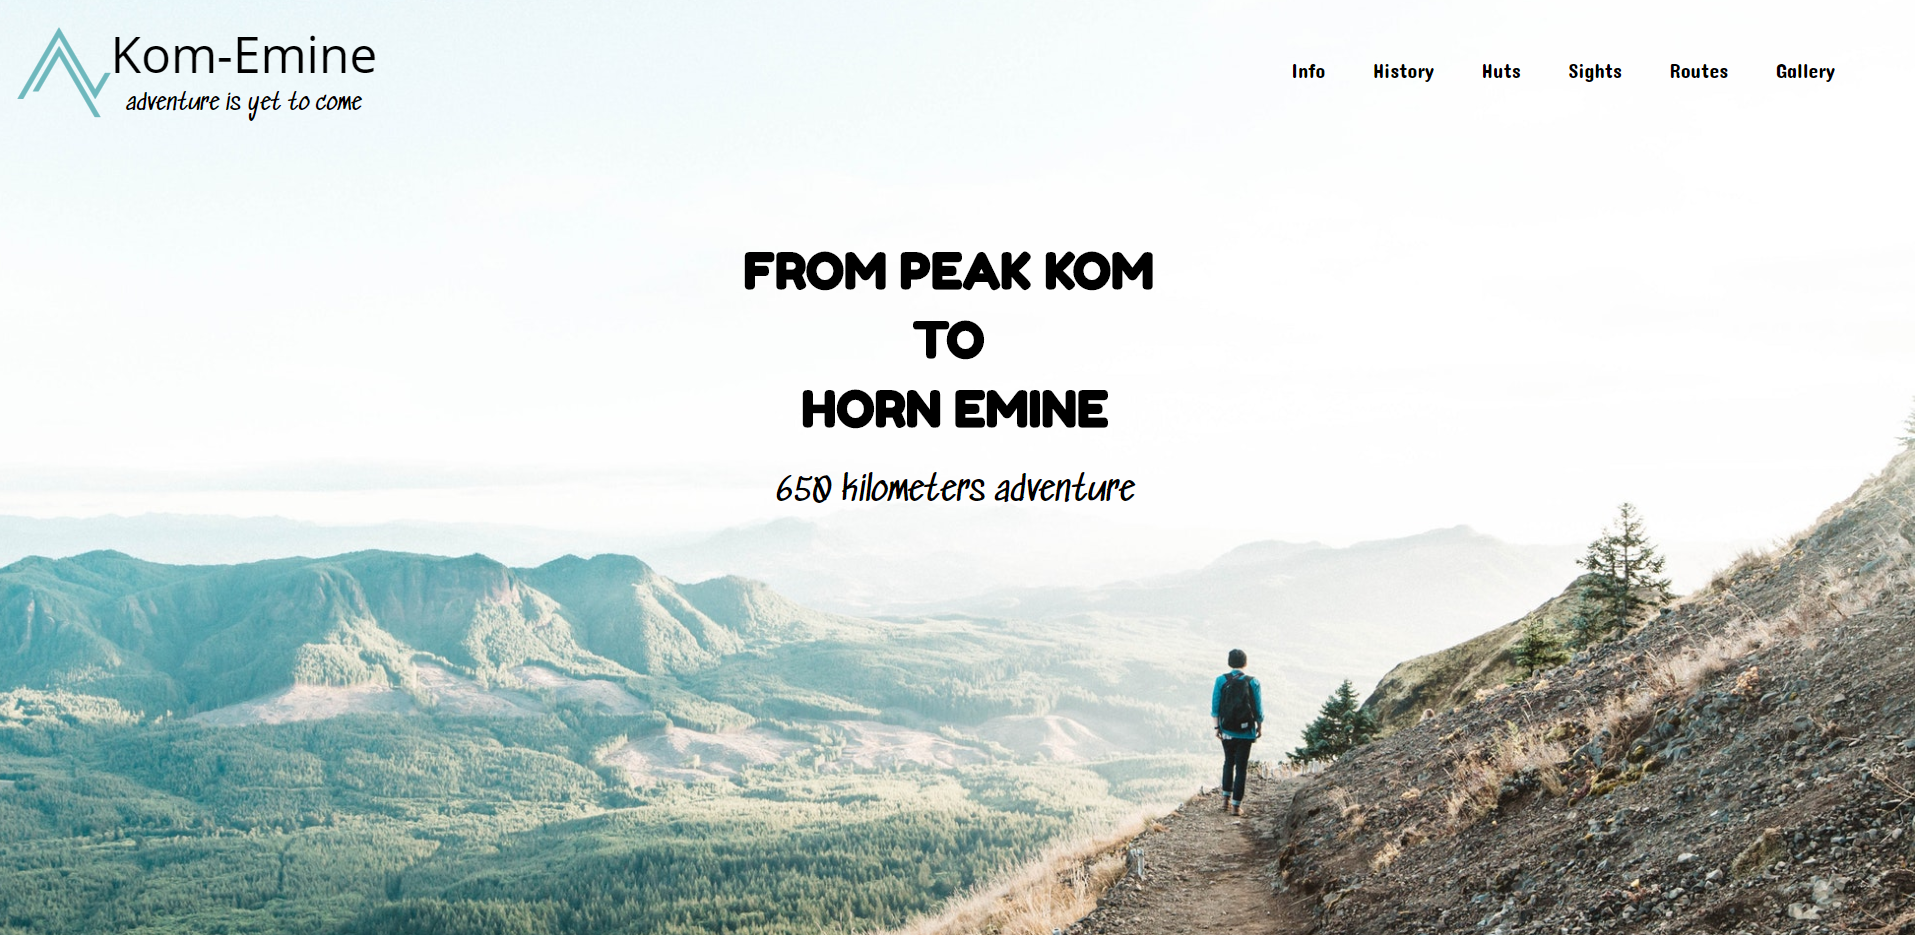 Kom-Emine
adventure is yet to come
Info History Huts Sights Routes Gallery
FROM PEAK KOM
TO
HORN EMINE
650 kilometers adventure